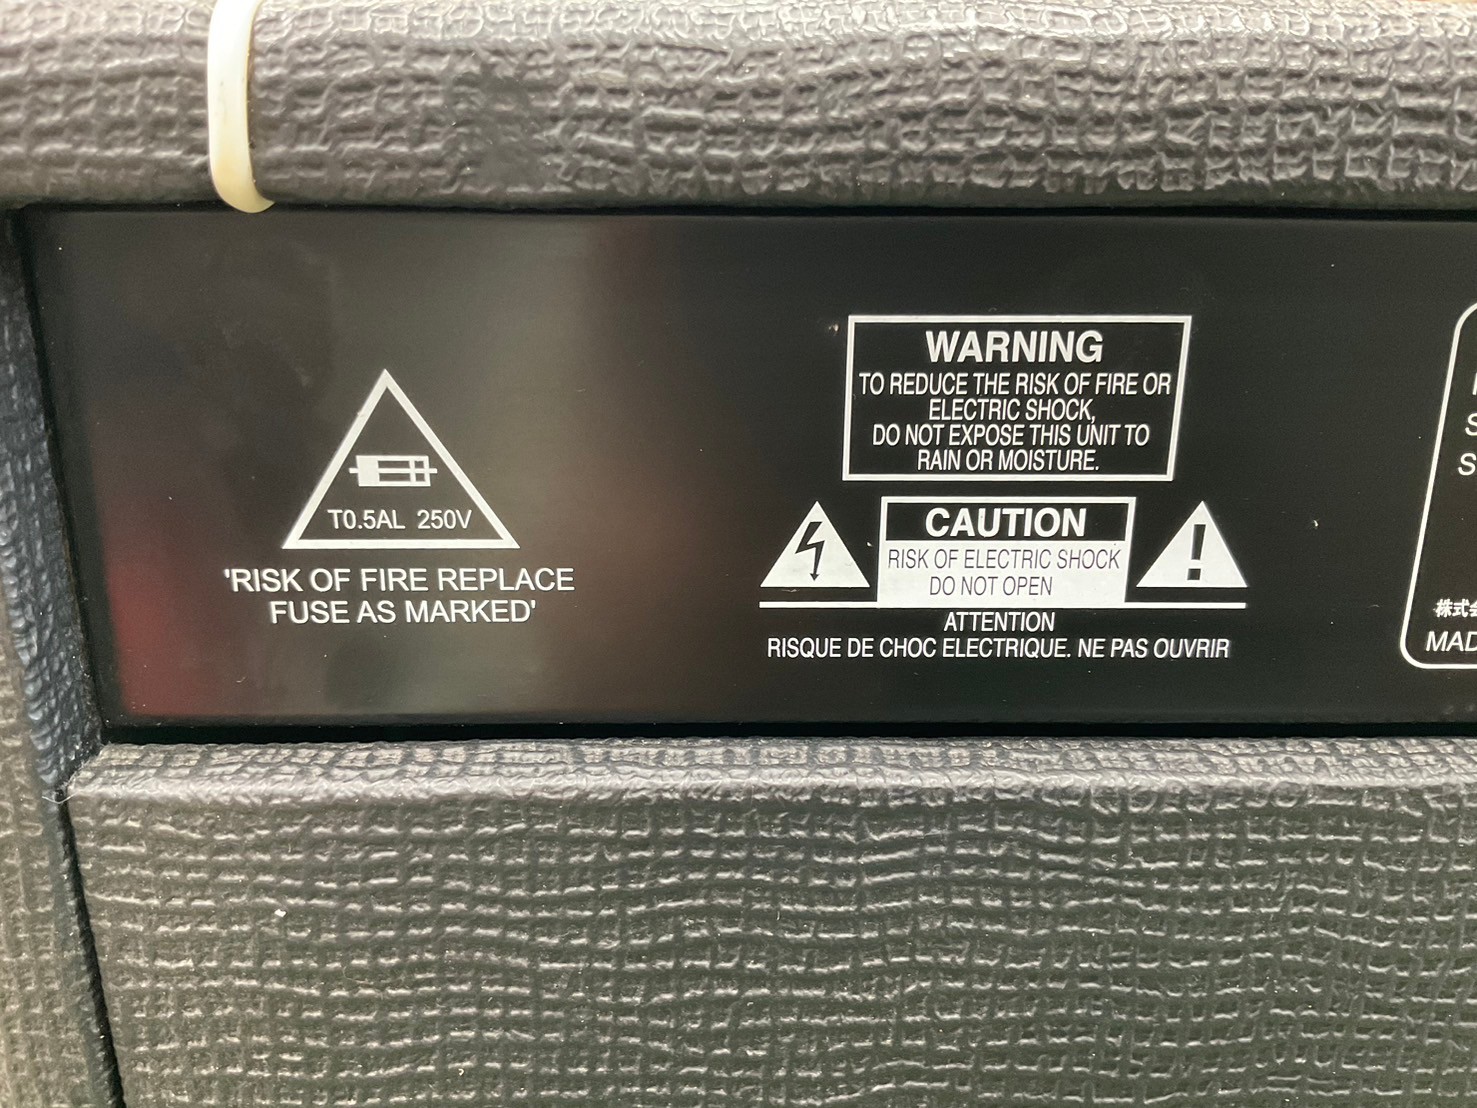 T0.5AL 250V
'RISK OF FIRE REPLACE
FUSE AS MARKED'
WARNING
TO REDUCE THE RISK OF FIRE OR
ELECTRIC SHOCK,
DO NOT EXPOSE THIS UNIT TO
RAIN OR MOISTURE.
CAUTION
RISK OF ELECTRIC SHOCK
DO NOT OPEN
ATTENTION
RISQUE DE CHOC ELECTRIQUE. NE PAS OUVRIR
!
株式